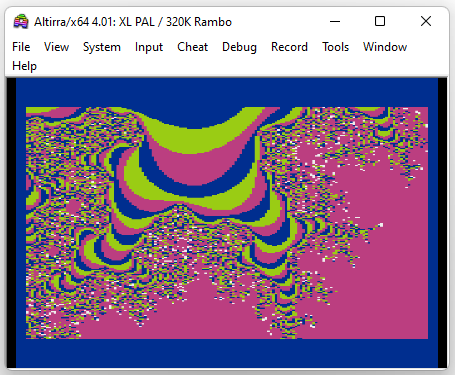 Altirra/x64 4.01: XL PAL / 320K Rambo
File View System Input Cheat Debug Record Tools Window
Help